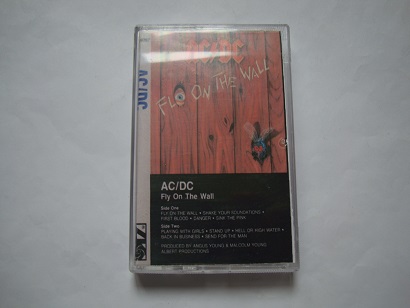 AC/DC
AC/DC
FLY ON THE WALL
AC/DC
Fly On The Wall
Side One
FLY ON THE WALL • SHAKE YOUR FOUNDATIONS •
FIRST BLOOD • DANGER • SINK THE PINK
Side Two
PLAYING WITH GIRLS • STAND UP • HELL OR HIGH WATER •
BACK IN BUSINESS • SEND FOR THE MAN
PRODUCED BY ANGUS YOUNG & MALCOLM YOUNG
ALBERT PRODUCTIONS